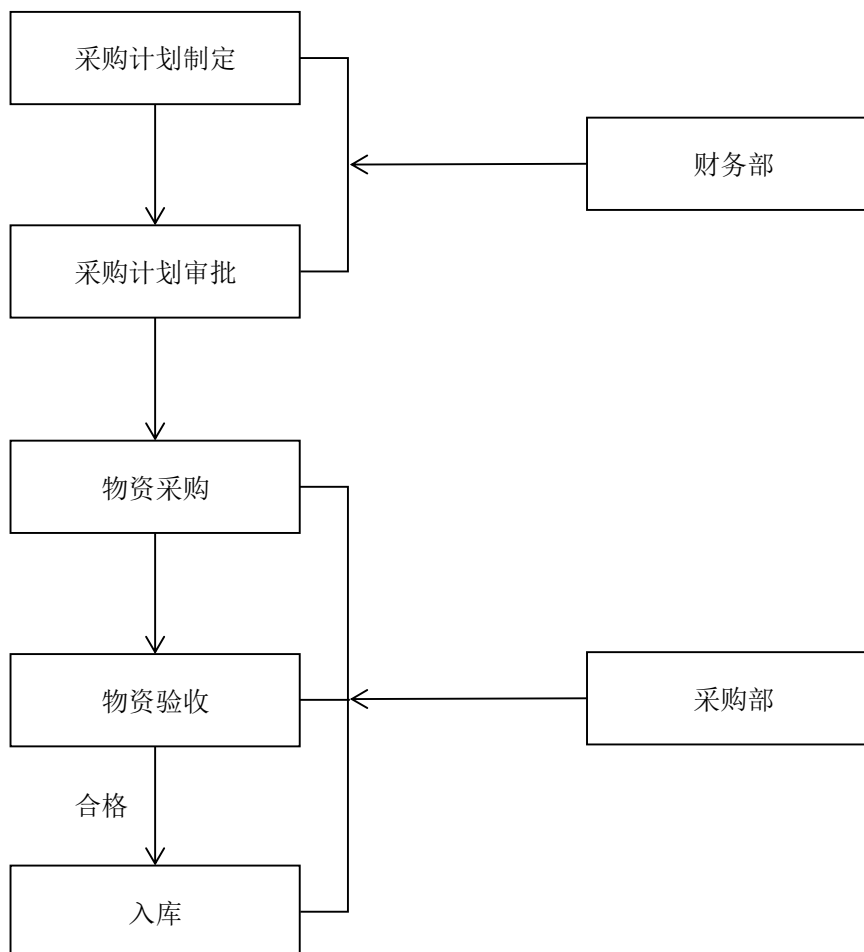 采购计划制定
财务部
采购计划审批
物资采购
物资验收
采购部
合格
入库